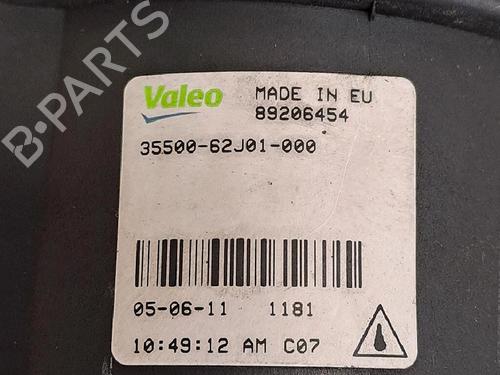 B-PARTS
Valeo
MADE IN EU
89206454
35500-62J01-000
05-06-11 1181
10:49:12 AM C07